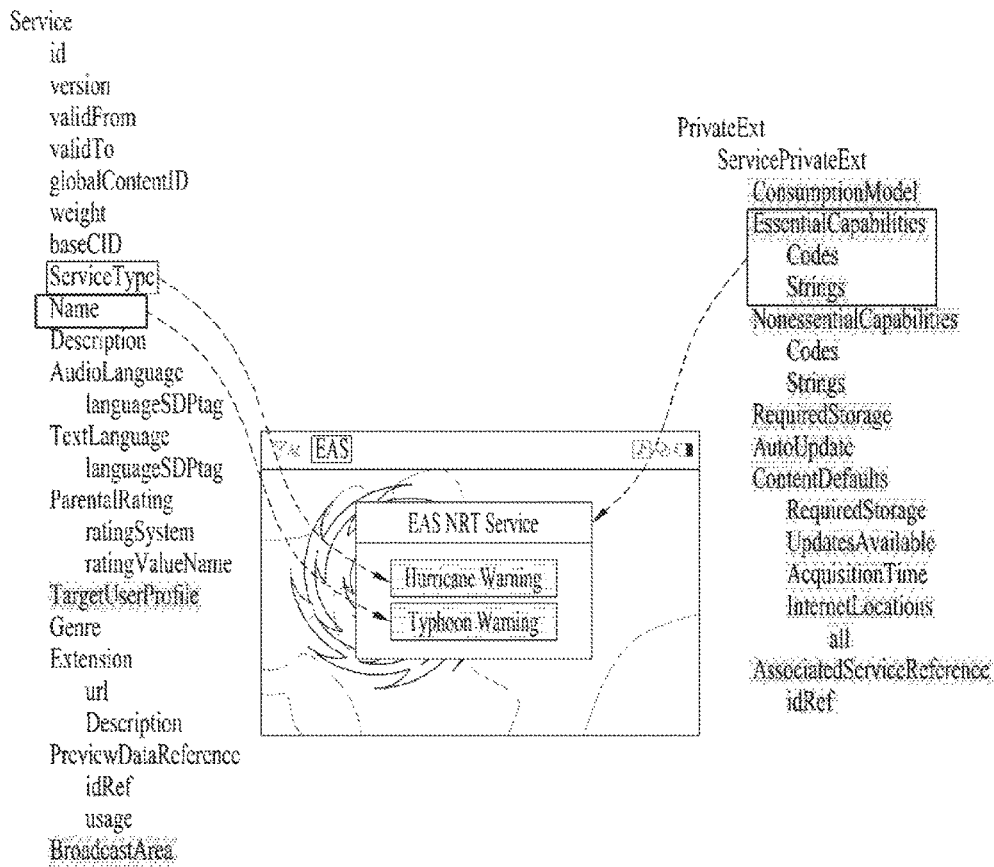 Service
id
version
validFrom
validTo
globalContentID
weight
baseCID
ServiceType
Name
Description
AudioLanguage
languageSDPtag
TextLanguage
languageSDPtag
ParentalRating
ratingSystem
ratingValueName
TargetUserProfile
Genre
Extension
url
Description
PreviewDataReference
idRef
usage
BroadcastArea
EAS
EAS NRT Service
Hurricane Warning
Typhoon Warning
PrivateExt
ServicePrivateExt
ConsumptionModel
EssentialCapabilities
Codes
Strings
NonessentialCapabilities
Codes
Strings
RequiredStorage
AutoUpdate
ContentDefaults
RequiredStorage
UpdatesAvailable
AcquisitionTime
InternetLocations
all
AssociatedServiceReference
idRef